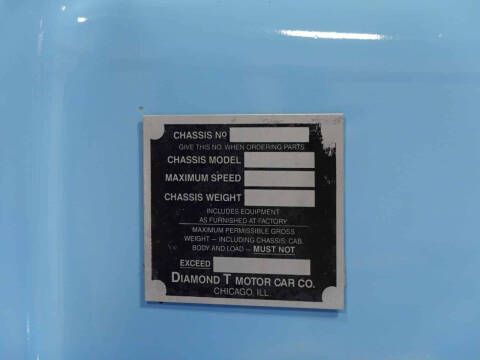 CHASSIS NO
GIVE THIS NO. WHEN ORDERING PARTS
CHASSIS MODEL
MAXIMUM SPEED
CHASSIS WEIGHT
INCLUDES EQUIPMENT
AS FURNISHED AT FACTORY
MAXIMUM PERMISSIBLE GROSS
WEIGHT – INCLUDING CHASSIS, CAB,
BODY AND LOAD – MUST NOT
EXCEED
DIAMOND T MOTOR CAR CO.
CHICAGO, ILL.